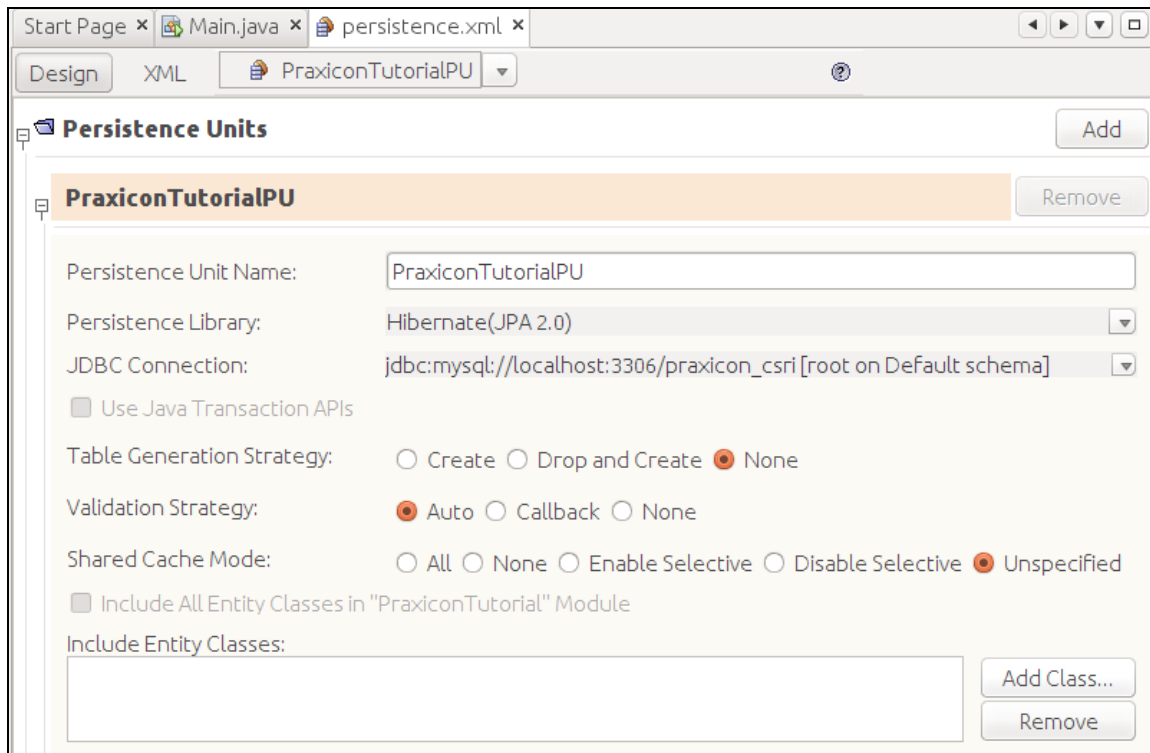 Start Page Main.java persistence.xml
Design XML PraxiconTutorialPU
Persistence Units Add
PraxiconTutorialPU Remove
Persistence Unit Name: PraxiconTutorialPU
Persistence Library: Hibernate(JPA 2.0)
JDBC Connection: jdbc:mysql://localhost:3306/praxicon_csri [root on Default schema]
Use Java Transaction APIs
Table Generation Strategy: Create Drop and Create None
Validation Strategy: Auto Callback None
Shared Cache Mode: All None Enable Selective Disable Selective Unspecified
Include All Entity Classes in "PraxiconTutorial" Module
Include Entity Classes:
Add Class...
Remove